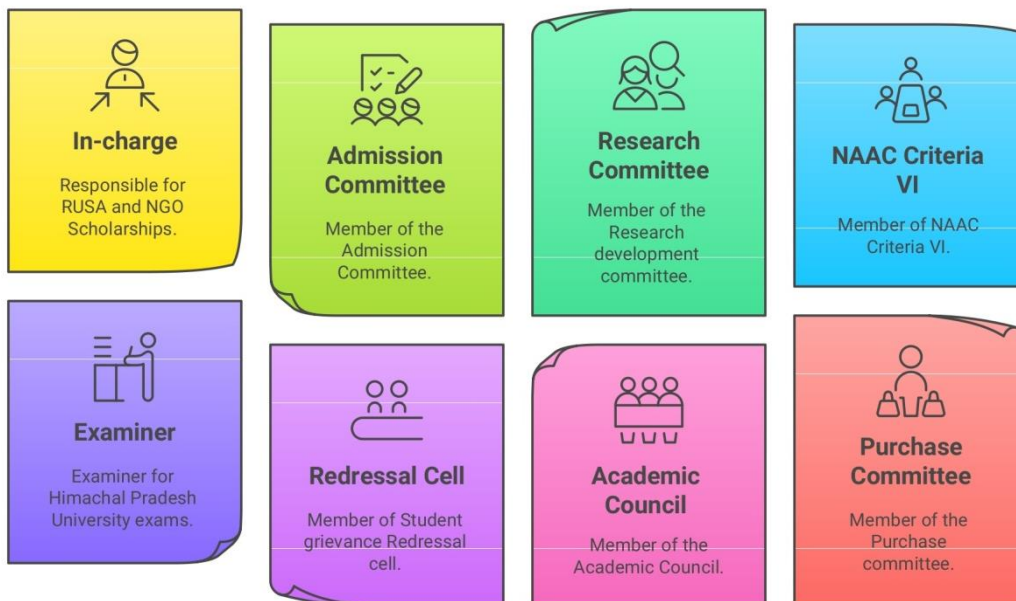 In-charge
Responsible for
RUSA and NGO
Scholarships.
Admission
Committee
Member of the
Admission
Committee.
Research
Committee
Member of the
Research
development
committee.
NAAC Criteria
VI
Member of NAAC
Criteria VI.
Examiner
Examiner for
Himachal Pradesh
University exams.
Redressal Cell
Member of Student
grievance Redressal
cell.
Academic
Council
Member of the
Academic Council.
Purchase
Committee
Member of the
Purchase
committee.